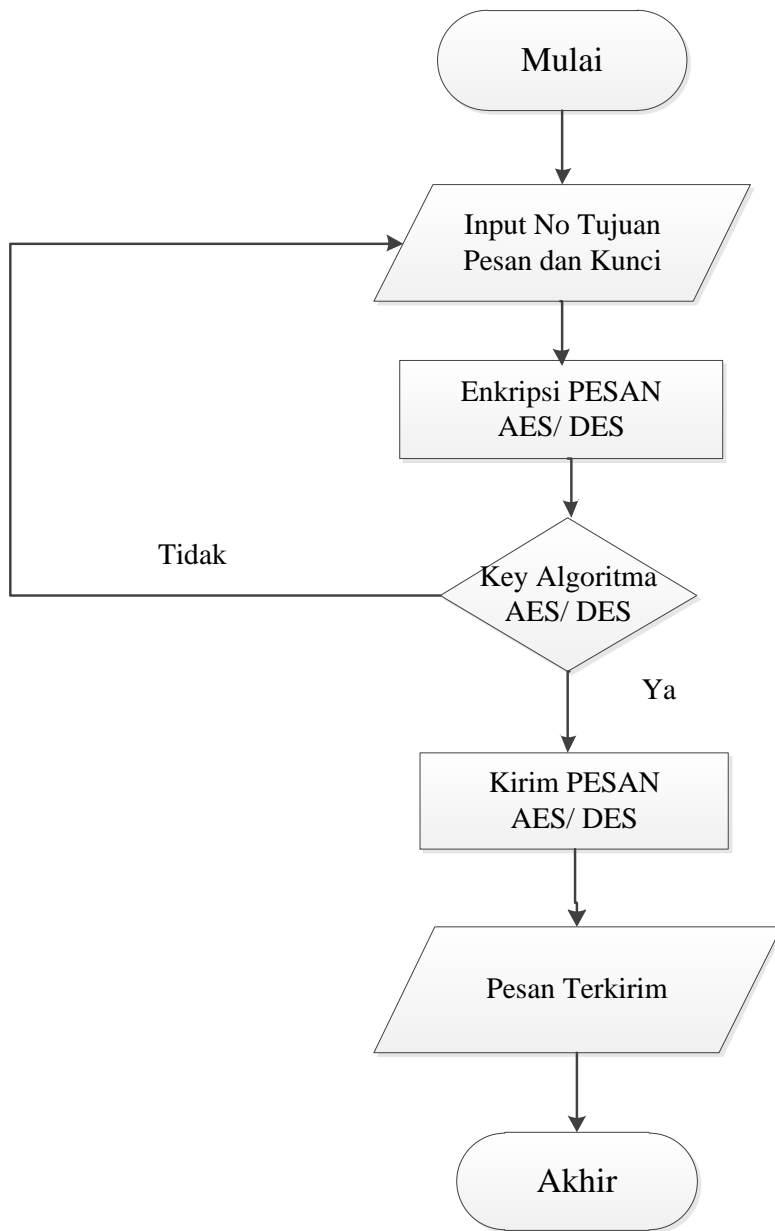 Mulai
Input No Tujuan
Pesan dan Kunci
Enkripsi PESAN
AES/ DES
Tidak
Key Algoritma
AES/ DES
Ya
Kirim PESAN
AES/ DES
Pesan Terkirim
Akhir